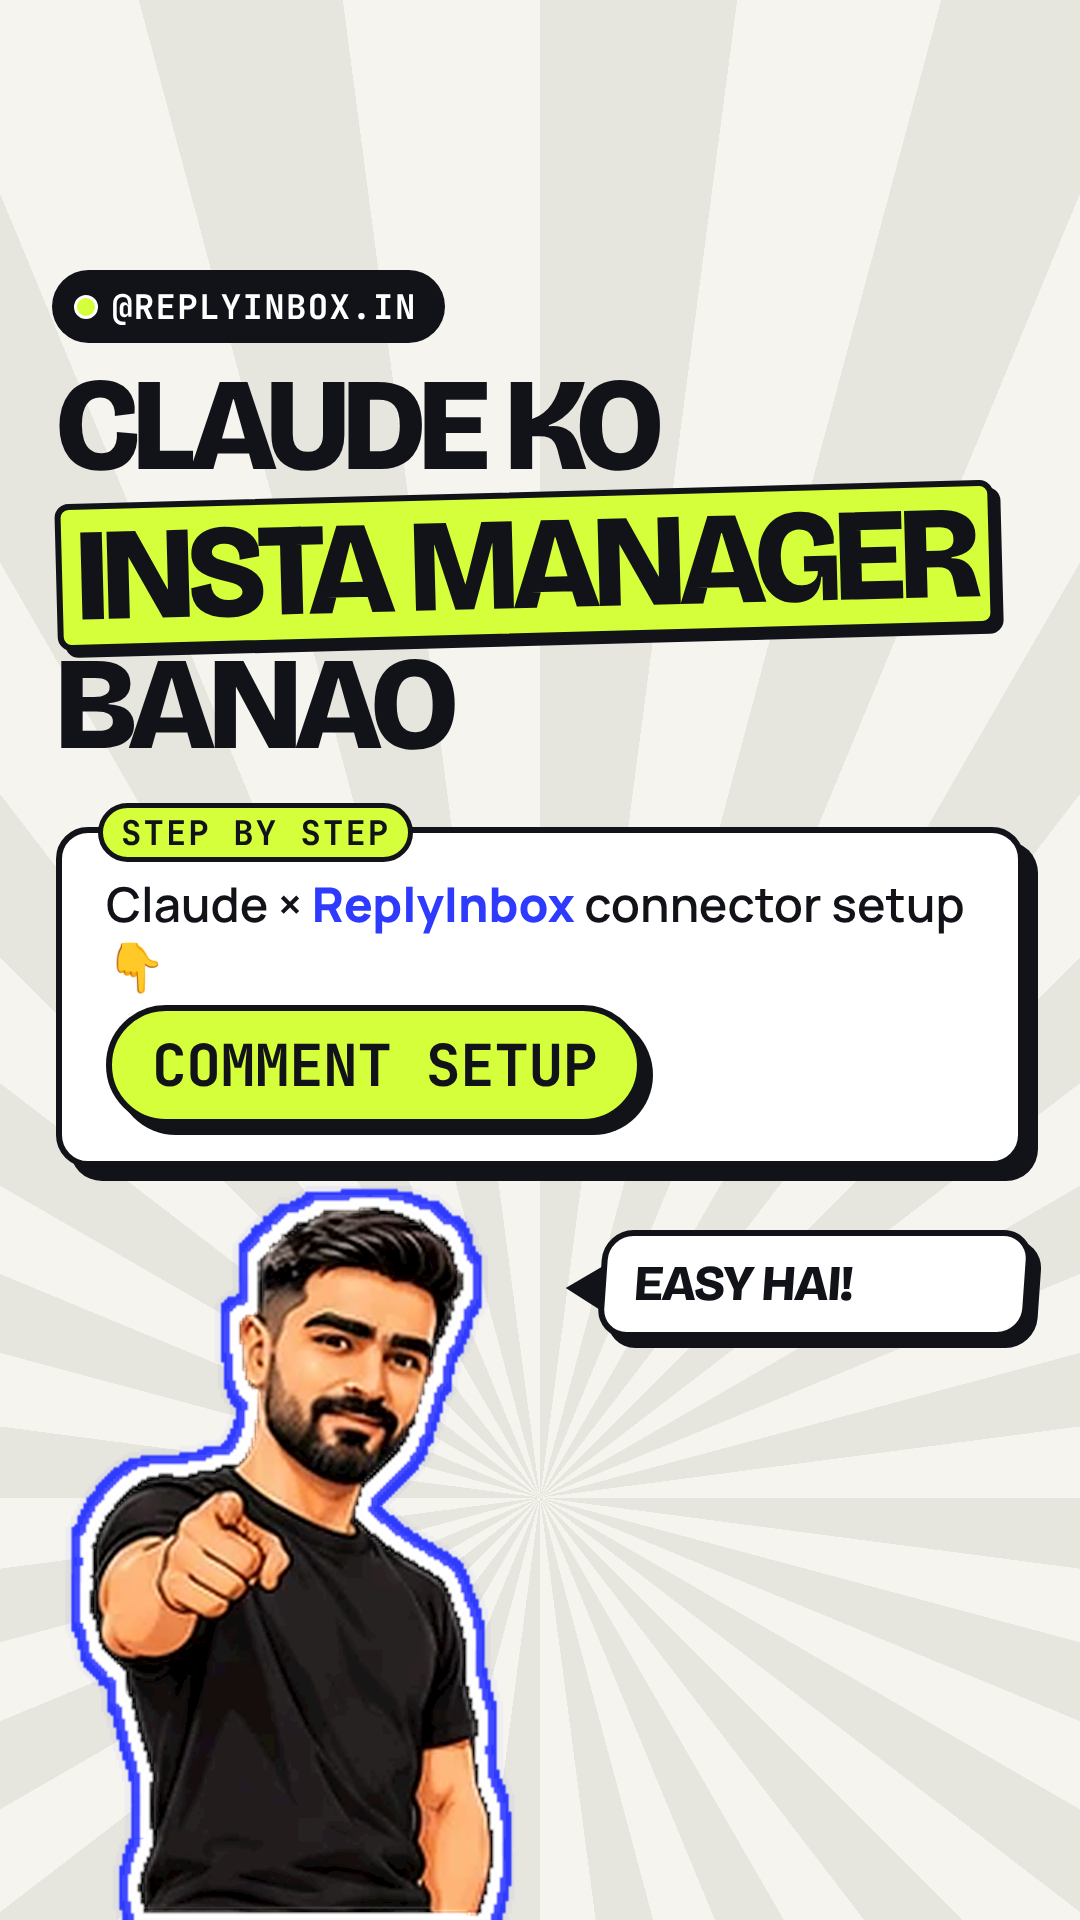 @REPLYINBOX.IN
CLAUDE KO
INSTA MANAGER
BANAO
STEP BY STEP
Claude × ReplyInbox connector setup
👇
COMMENT SETUP
EASY HAI!